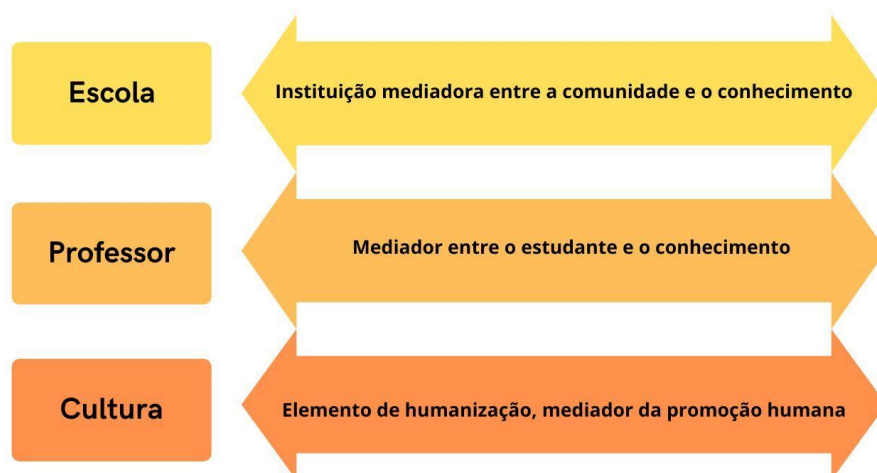 Escola
Instituição mediadora entre a comunidade e o conhecimento
Professor
Mediador entre o estudante e o conhecimento
Cultura
Elemento de humanização, mediador da promoção humana